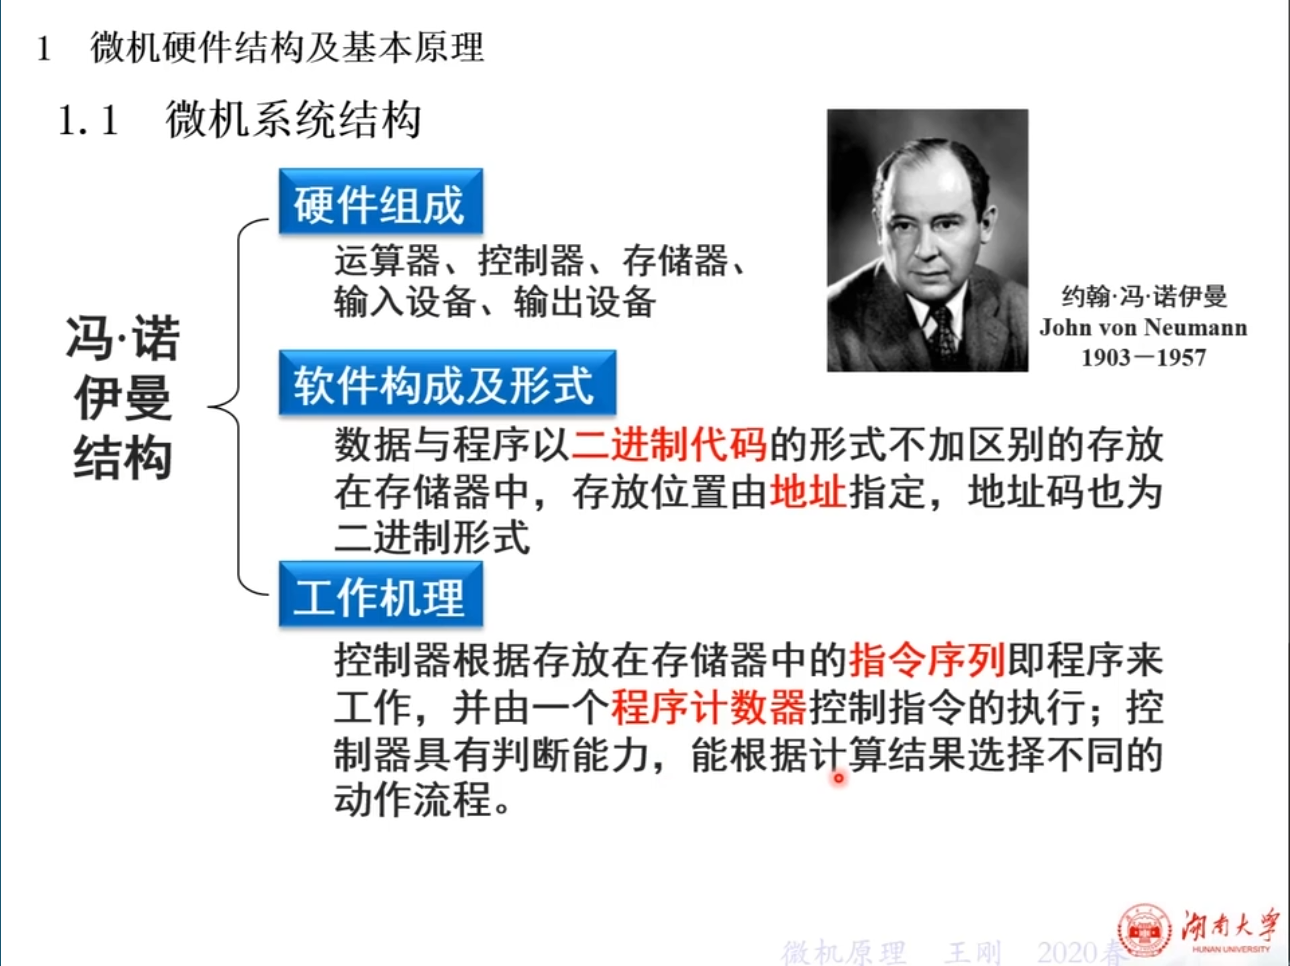 1 微机硬件结构及基本原理
1.1 微机系统结构
冯·诺
伊曼
结构
硬件组成
运算器、控制器、存储器、
输入设备、输出设备
约翰·冯·诺伊曼
John von Neumann
1903－1957
软件构成及形式
数据与程序以二进制代码的形式不加区别的存放
在存储器中，存放位置由地址指定，地址码也为
二进制形式
工作机理
控制器根据存放在存储器中的指令序列即程序来
工作，并由一个程序计数器控制指令的执行；控
制器具有判断能力，能根据计算结果选择不同的
动作流程。
微机原理 王刚 2020春
湖南大学
HUNAN UNIVERSITY